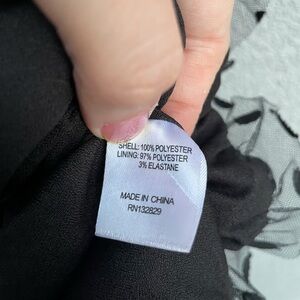 SHELL: 100% POLYESTER
LINING: 97% POLYESTER
3% ELASTANE
MADE IN CHINA
RN132829